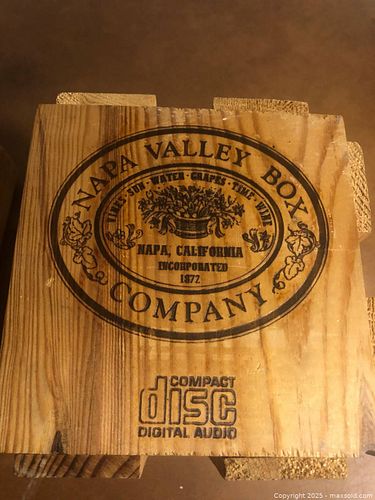 NAPA VALLEY BOX
VINES · SUN · WATER · GRAPES · TIME · WINE
NAPA, CALIFORNIA
INCORPORATED
1872
COMPANY
COMPACT
disc
DIGITAL AUDIO
Copyright 2025 - maxsold.com